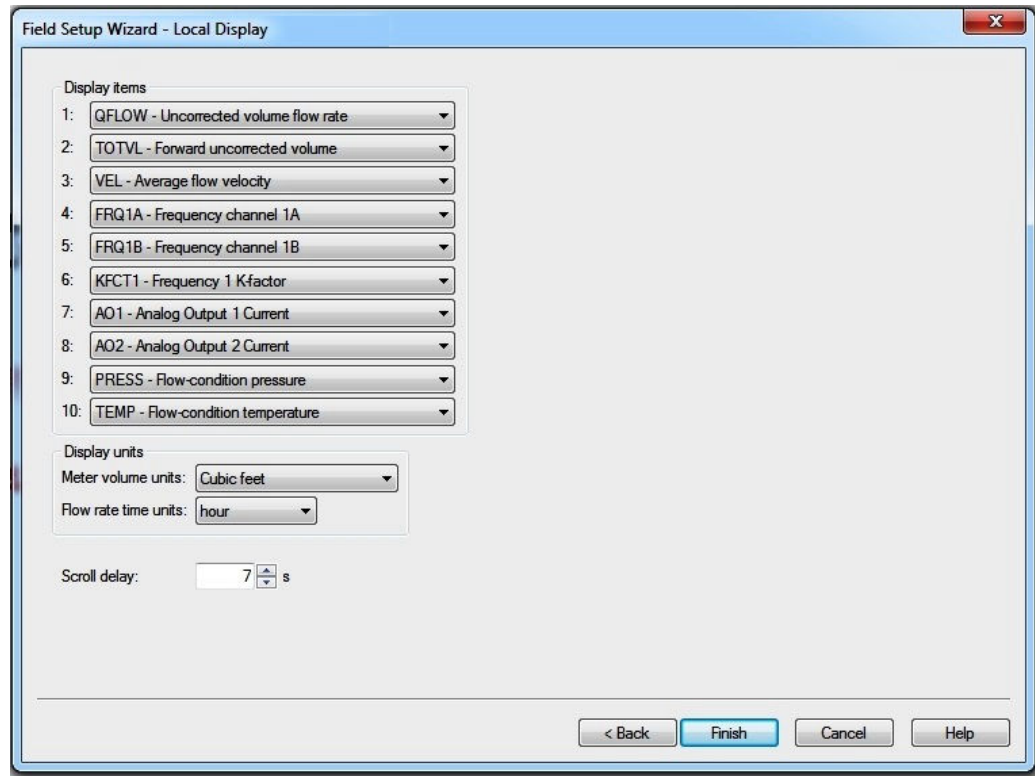 Field Setup Wizard - Local Display
Display items
1: QFLOW - Uncorrected volume flow rate
2: TOTVL - Forward uncorrected volume
3: VEL - Average flow velocity
4: FRQ1A - Frequency channel 1A
5: FRQ1B - Frequency channel 1B
6: KFCT1 - Frequency 1 K-factor
7: AO1 - Analog Output 1 Current
8: AO2 - Analog Output 2 Current
9: PRESS - Flow-condition pressure
10: TEMP - Flow-condition temperature
Display units
Meter volume units: Cubic feet
Flow rate time units: hour
Scroll delay: 7 s
< Back Finish Cancel Help